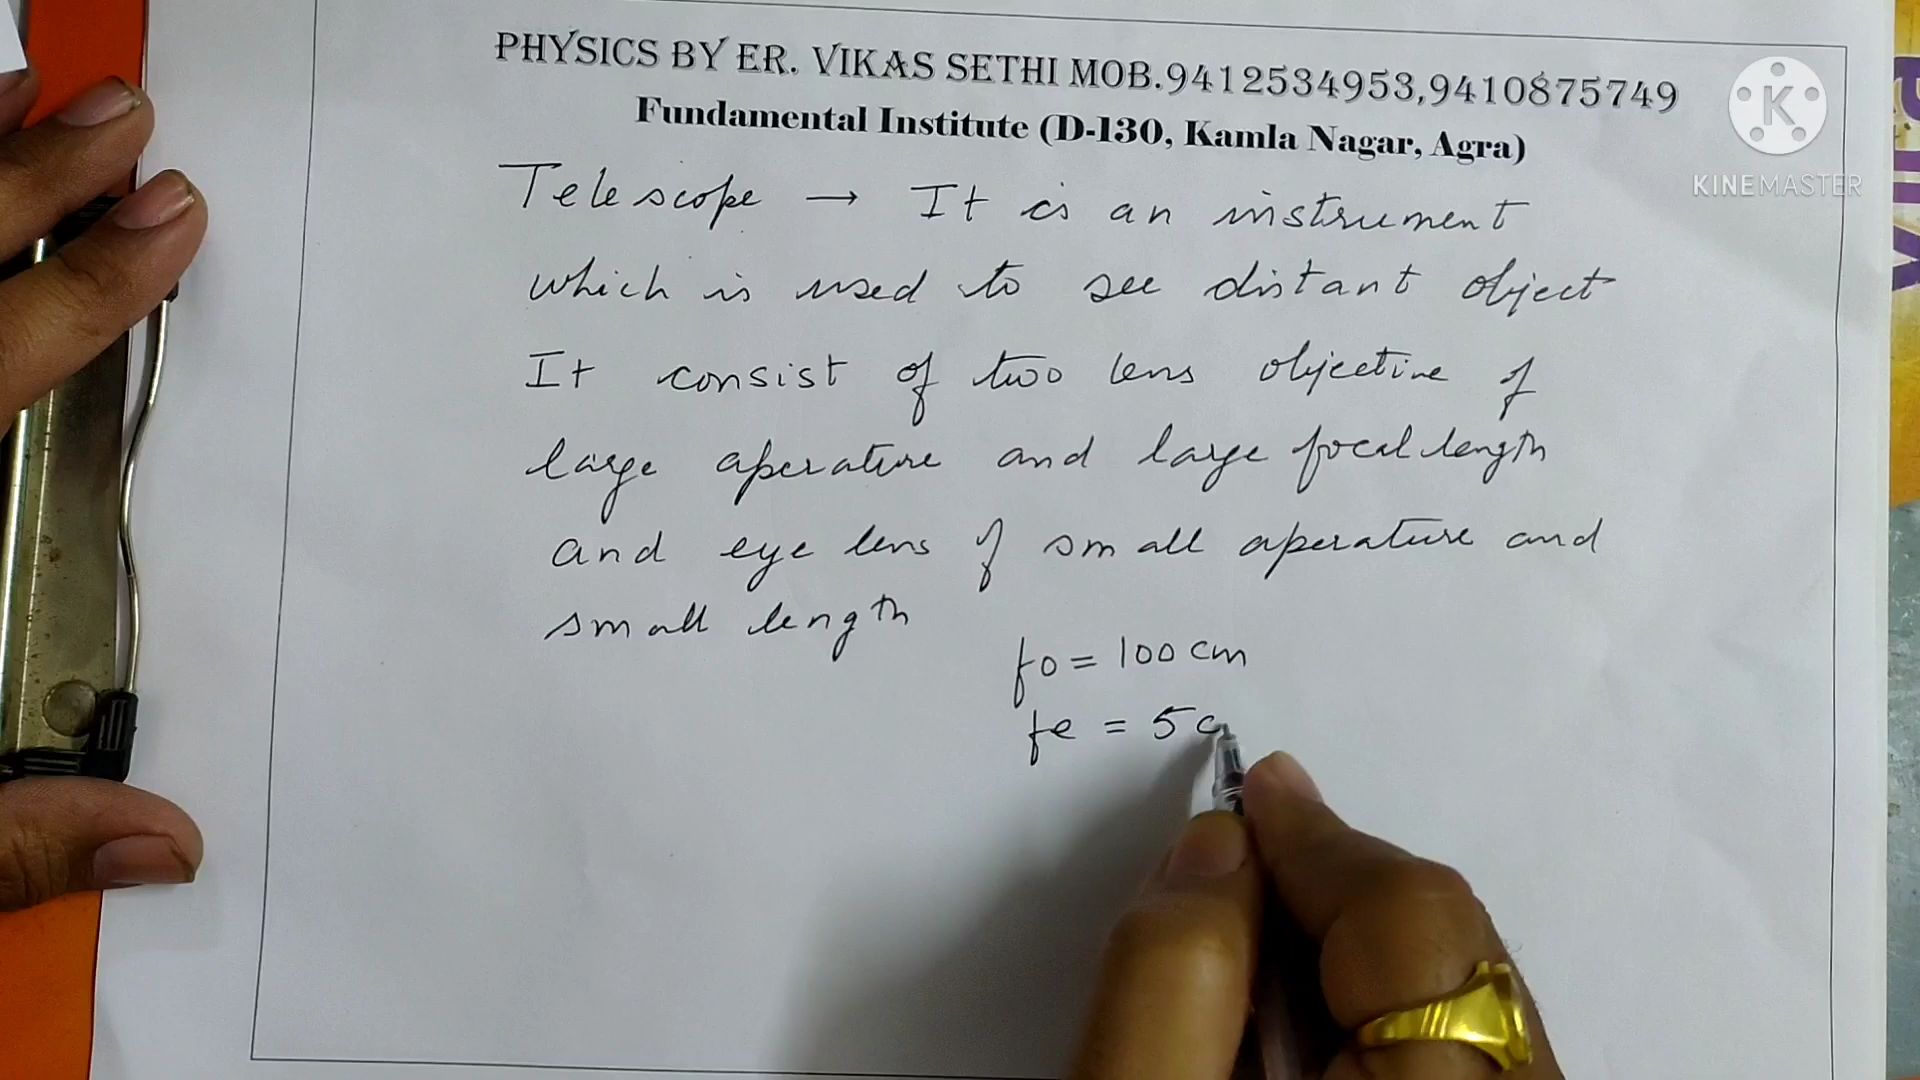 PHYSICS BY ER. VIKAS SETHI MOB.9412534953,9410875749
Fundamental Institute (D-130, Kamla Nagar, Agra)
K
KINEMASTER
Telescope → It is an instrument
which is used to see distant object
It consist of two lens objective of
large aperature and large focal length
and eye lens of small aperature and
small length
fo = 100 cm
fe = 5 c